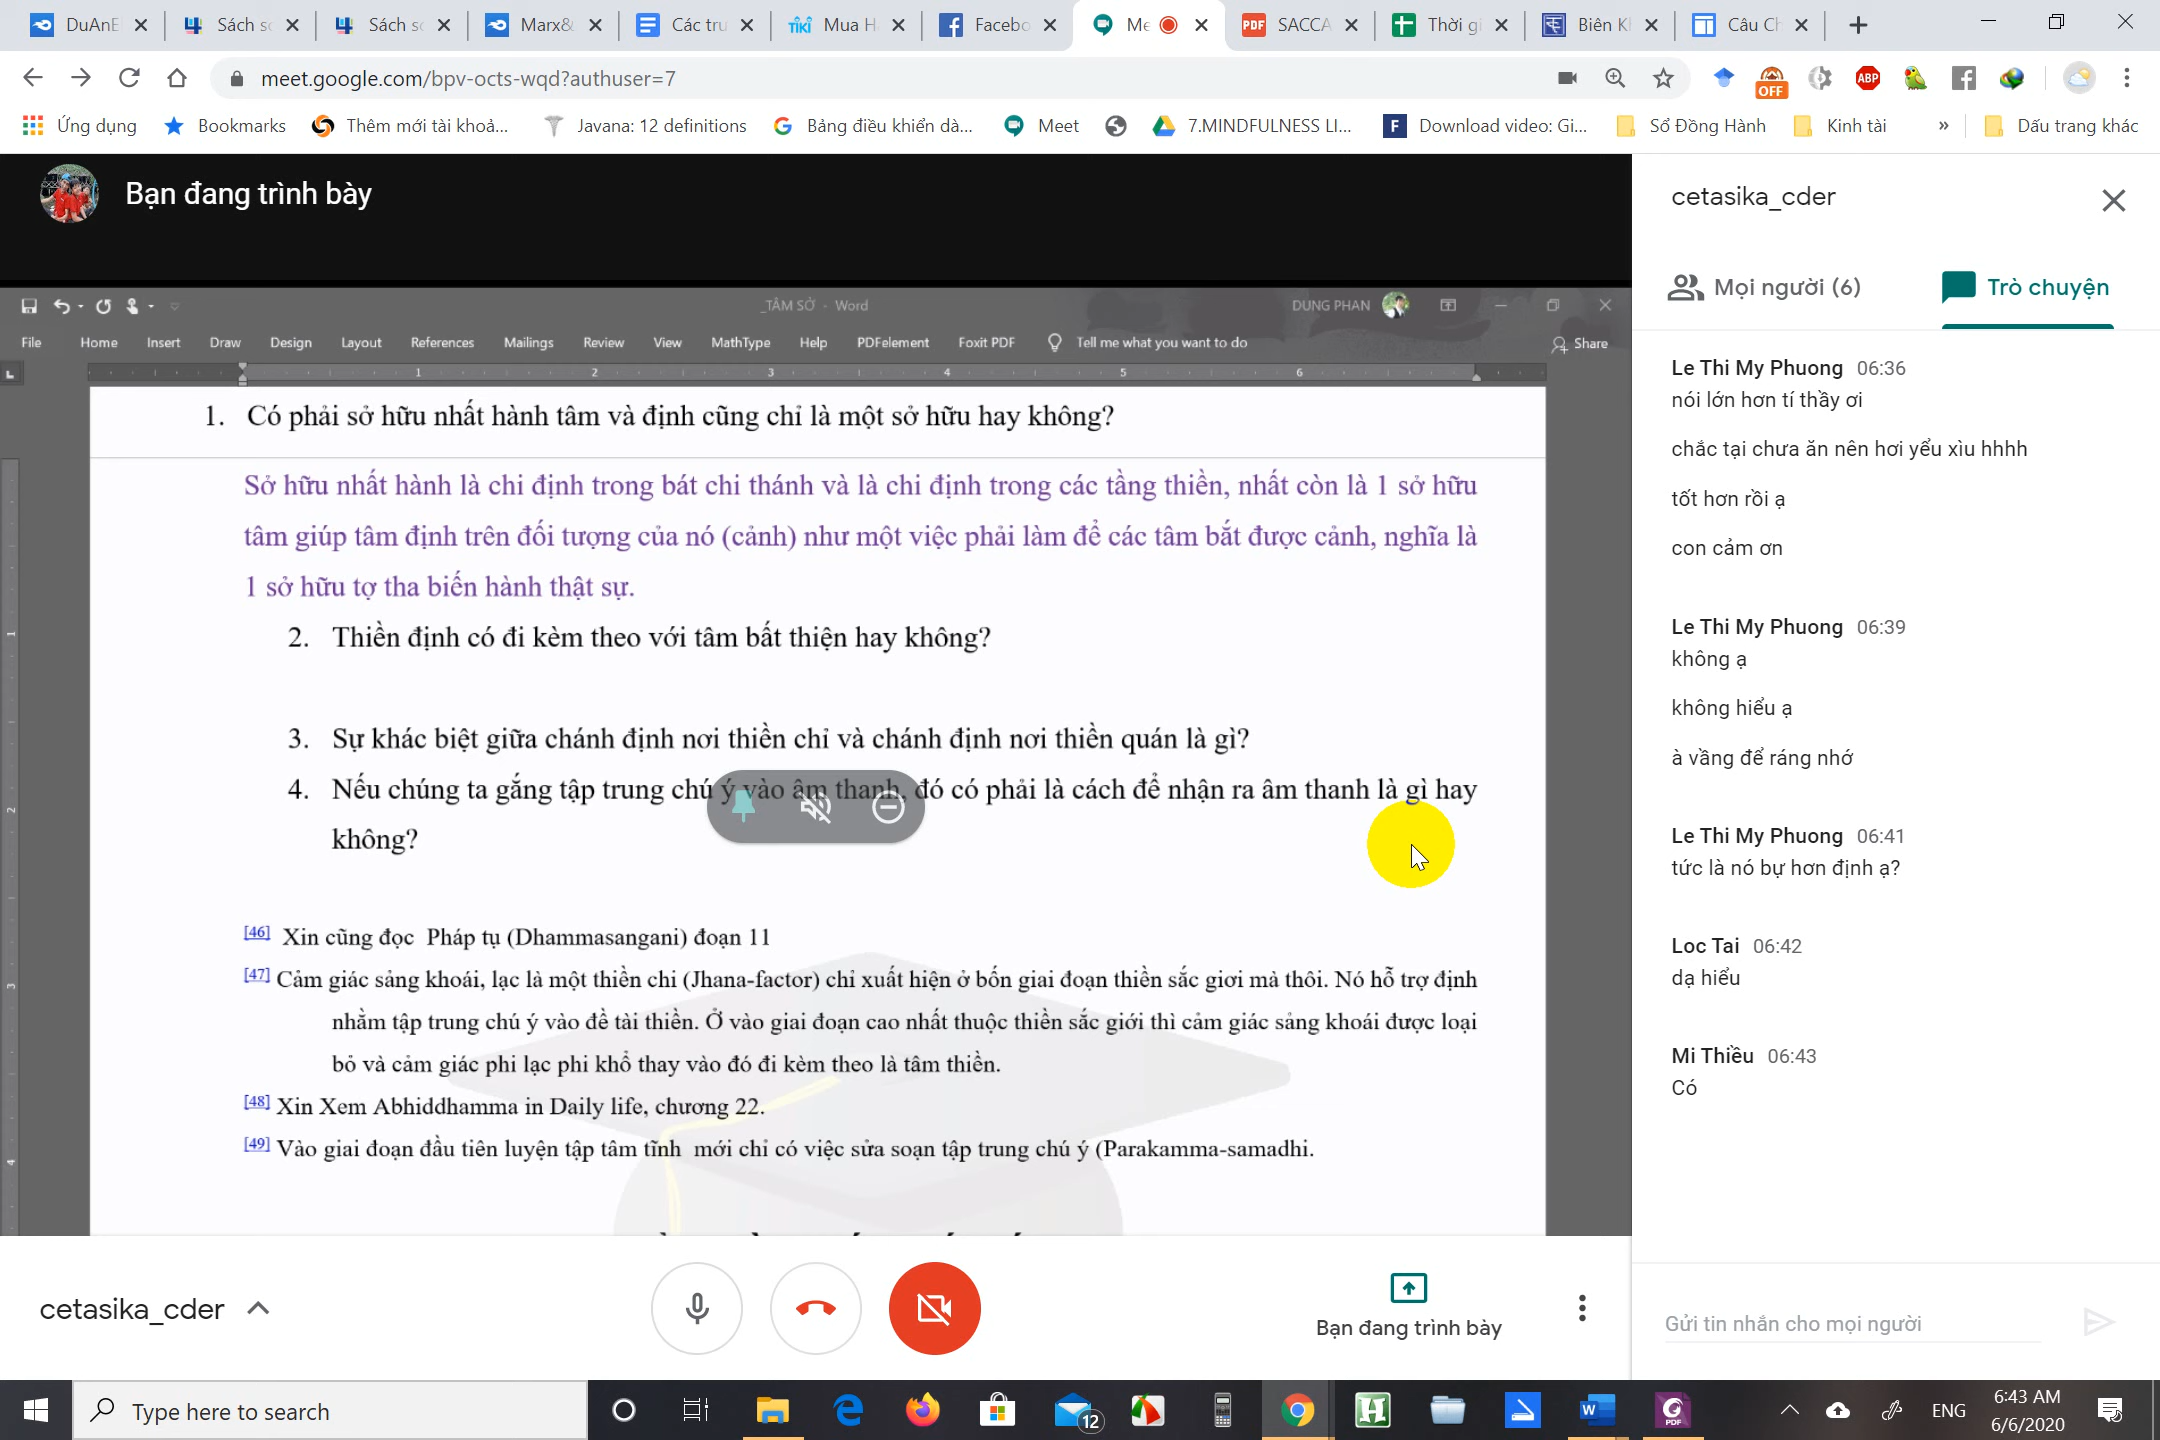 DuAnE
Sách sc
Sách sc
Marx&
Các tru
Mua H
Facebo
Me
SACCA
Thời gi
Biên K
Câu Ch
meet.google.com/bpv-octs-wqd?authuser=7
OFF
ABP
Ứng dụng
Bookmarks
Thêm mới tài khoả...
Javana: 12 definitions
Bảng điều khiển dà...
Meet
7.MINDFULNESS LI...
Download video: Gi...
Sổ Đồng Hành
Kinh tài
»
Dấu trang khác
Bạn đang trình bày
_TÂM SỞ - Word
DUNG PHAN
File Home Insert Draw Design Layout References Mailings Review View MathType Help PDFelement Foxit PDF Tell me what you want to do Share
1 2 3 4 5 6
1. Có phải sở hữu nhất hành tâm và định cũng chỉ là một sở hữu hay không?
Sở hữu nhất hành là chi định trong bát chi thánh và là chi định trong các tầng thiền, nhất còn là 1 sở hữu
tâm giúp tâm định trên đối tượng của nó (cảnh) như một việc phải làm để các tâm bắt được cảnh, nghĩa là
1 sở hữu tợ tha biến hành thật sự.
2. Thiền định có đi kèm theo với tâm bất thiện hay không?
3. Sự khác biệt giữa chánh định nơi thiền chỉ và chánh định nơi thiền quán là gì?
4. Nếu chúng ta gắng tập trung chú ý vào âm thanh, đó có phải là cách để nhận ra âm thanh là gì hay
không?
[46] Xin cũng đọc Pháp tụ (Dhammasangani) đoạn 11
[47] Cảm giác sảng khoái, lạc là một thiền chi (Jhana-factor) chỉ xuất hiện ở bốn giai đoạn thiền sắc giơi mà thôi. Nó hỗ trợ định
nhằm tập trung chú ý vào đề tài thiền. Ở vào giai đoạn cao nhất thuộc thiền sắc giới thì cảm giác sảng khoái được loại
bỏ và cảm giác phi lạc phi khổ thay vào đó đi kèm theo là tâm thiền.
[48] Xin Xem Abhiddhamma in Daily life, chương 22.
[49] Vào giai đoạn đầu tiên luyện tập tâm tĩnh mới chỉ có việc sửa soạn tập trung chú ý (Parakamma-samadhi.
cetasika_cder
Bạn đang trình bày
cetasika_cder
Mọi người (6)
Trò chuyện
Le Thi My Phuong 06:36
nói lớn hơn tí thầy ơi
chắc tại chưa ăn nên hơi yểu xìu hhhh
tốt hơn rồi ạ
con cảm ơn
Le Thi My Phuong 06:39
không ạ
không hiểu ạ
à vầng để ráng nhớ
Le Thi My Phuong 06:41
tức là nó bự hơn định ạ?
Loc Tai 06:42
dạ hiểu
Mi Thiều 06:43
Có
Gửi tin nhắn cho mọi người
Type here to search
12
ENG
6:43 AM
6/6/2020